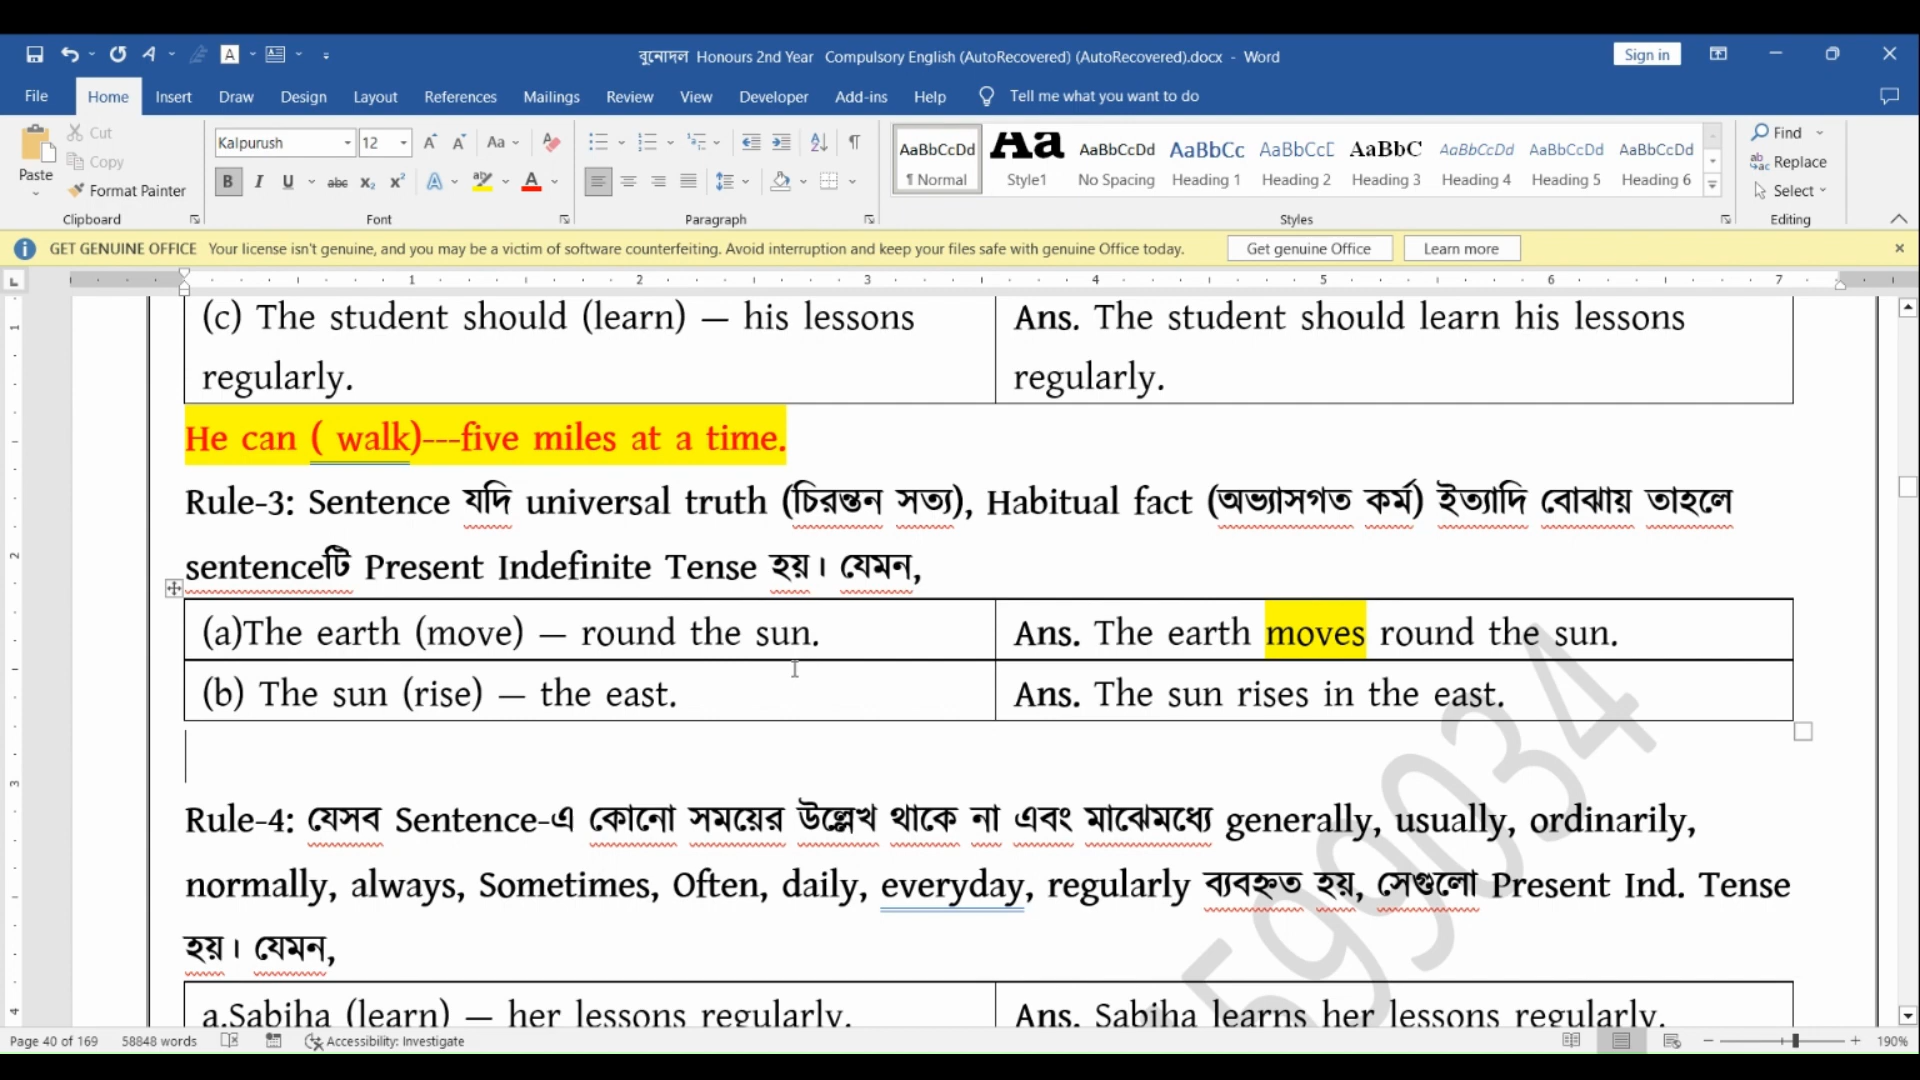 বুনোদল Honours 2nd Year Compulsory English (AutoRecovered) (AutoRecovered).docx - Word
Sign in
File Home Insert Draw Design Layout References Mailings Review View Developer Add-ins Help Tell me what you want to do
Paste
Cut
Copy
Format Painter
Clipboard
Kalpurush 12
Font
Paragraph
AaBbCcDd ¶ Normal
Aa Style1
AaBbCcDd No Spacing
AaBbCc Heading 1
AaBbCcD Heading 2
AaBbC Heading 3
AaBbCcDd Heading 4
AaBbCcDd Heading 5
AaBbCcDd Heading 6
Styles
Find
Replace
Select
Editing
GET GENUINE OFFICE Your license isn't genuine, and you may be a victim of software counterfeiting. Avoid interruption and keep your files safe with genuine Office today. Get genuine Office Learn more
1 2 3 4 5 6 7
(c) The student should (learn) — his lessons regularly.
Ans. The student should learn his lessons regularly.
He can ( walk)---five miles at a time.
Rule-3: Sentence যদি universal truth (চিরন্তন সত্য), Habitual fact (অভ্যাসগত কর্ম) ইত্যাদি বোঝায় তাহলে
sentenceটি Present Indefinite Tense হয়। যেমন,
(a)The earth (move) — round the sun.
Ans. The earth moves round the sun.
(b) The sun (rise) — the east.
Ans. The sun rises in the east.
Rule-4: যেসব Sentence-এ কোনো সময়ের উল্লেখ থাকে না এবং মাঝেমধ্যে generally, usually, ordinarily,
normally, always, Sometimes, Often, daily, everyday, regularly ব্যবহৃত হয়, সেগুলো Present Ind. Tense
হয়। যেমন,
a.Sabiha (learn) — her lessons regularly.
Ans. Sabiha learns her lessons regularly.
59934
Page 40 of 169 58848 words Accessibility: Investigate 190%